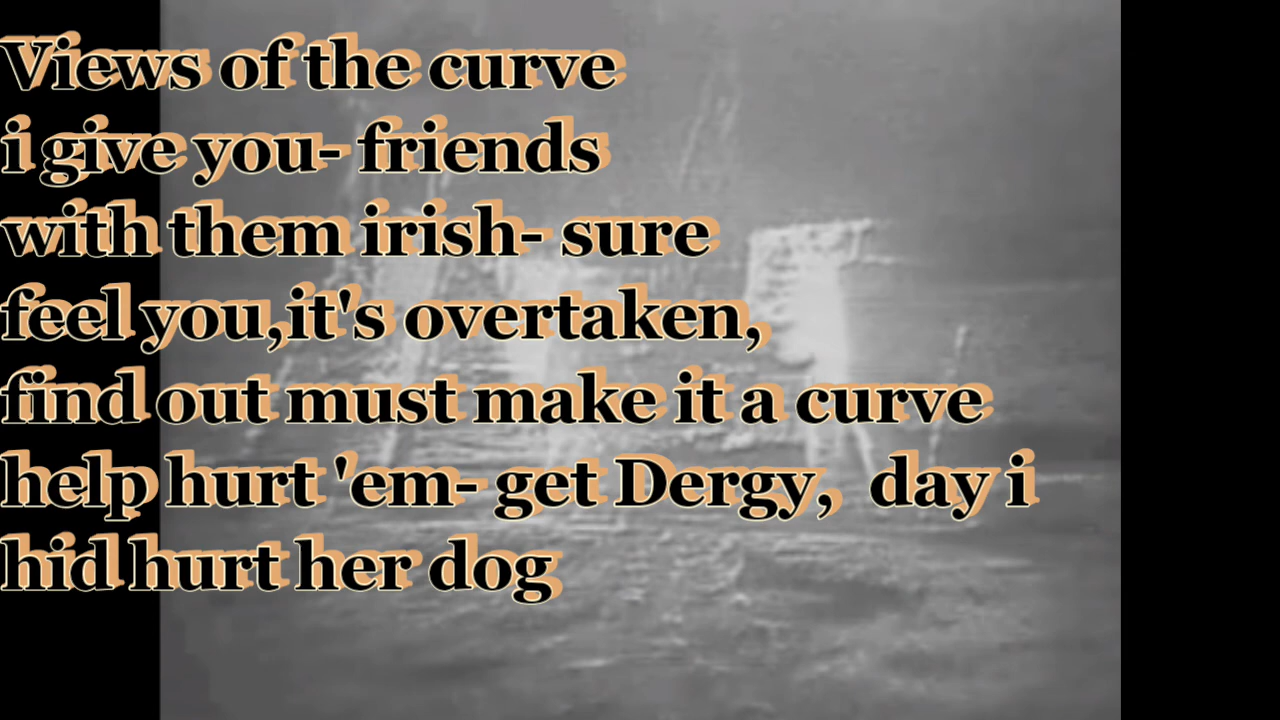 Views of the curve
i give you- friends
with them irish- sure
feel you,it's overtaken,
find out must make it a curve
help hurt 'em- get Dergy,  day i
hid hurt her dog